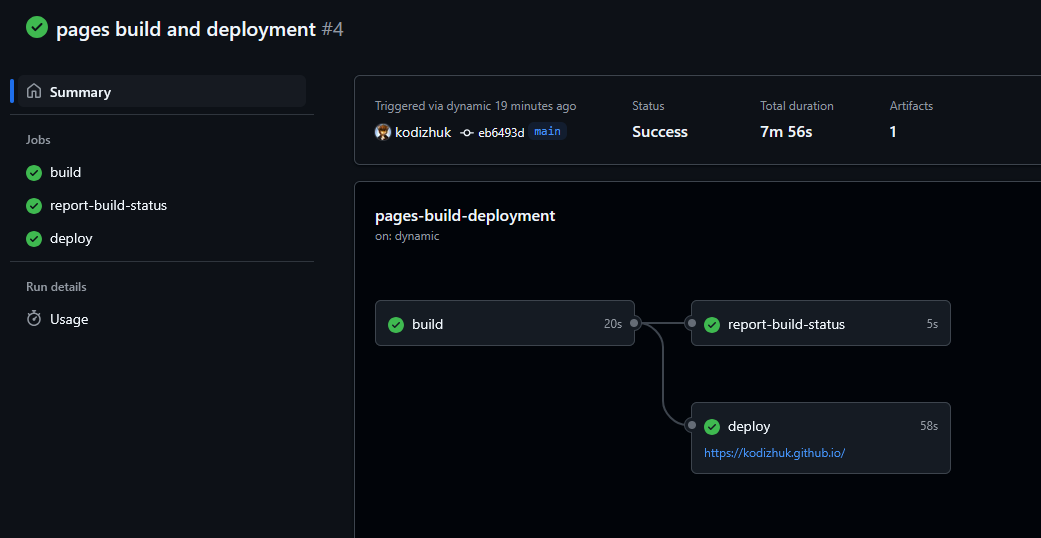 pages build and deployment #4
Summary
Jobs
build
report-build-status
deploy
Run details
Usage
Triggered via dynamic 19 minutes ago
kodizhuk eb6493d main
Status
Success
Total duration
7m 56s
Artifacts
1
pages-build-deployment
on: dynamic
build 20s
report-build-status 5s
deploy 58s
https://kodizhuk.github.io/